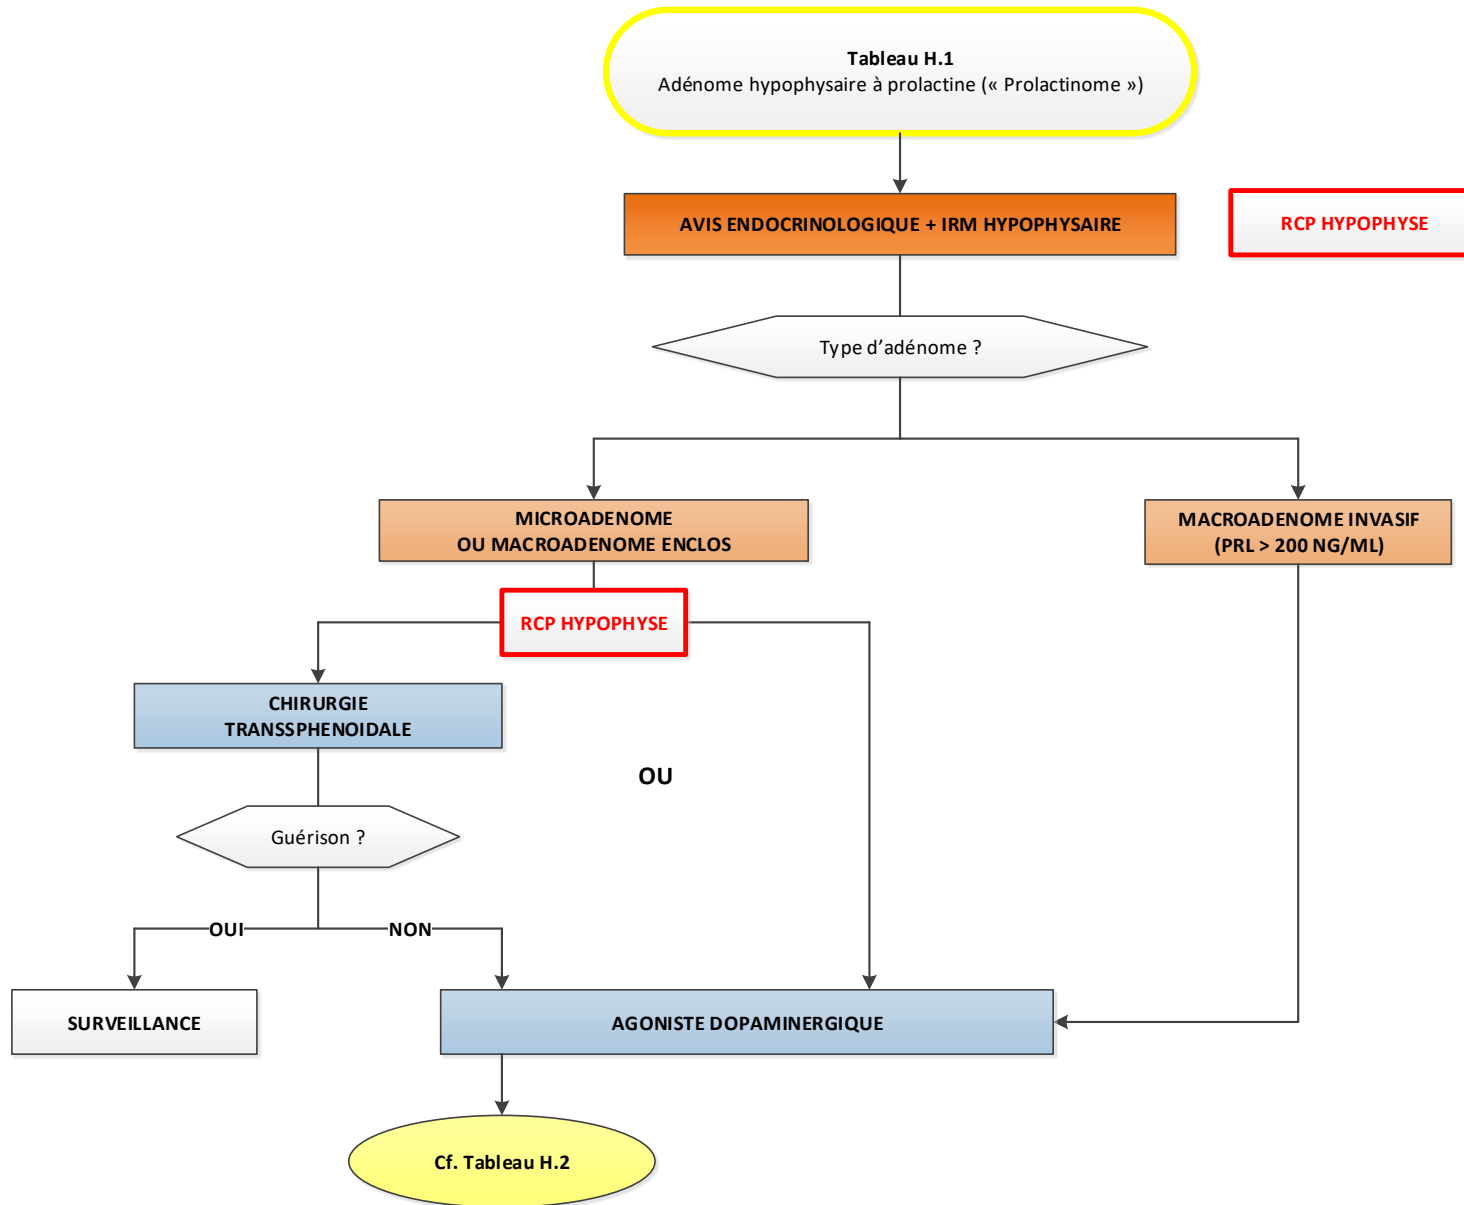 Tableau H.1
Adénome hypophysaire à prolactine (« Prolactinome »)
AVIS ENDOCRINOLOGIQUE + IRM HYPOPHYSAIRE
RCP HYPOPHYSE
Type d’adénome ?
MICROADENOME
OU MACROADENOME ENCLOS
MACROADENOME INVASIF
(PRL > 200 NG/ML)
RCP HYPOPHYSE
CHIRURGIE
TRANSSPHENOIDALE
OU
Guérison ?
OUI
NON
SURVEILLANCE
AGONISTE DOPAMINERGIQUE
Cf. Tableau H.2